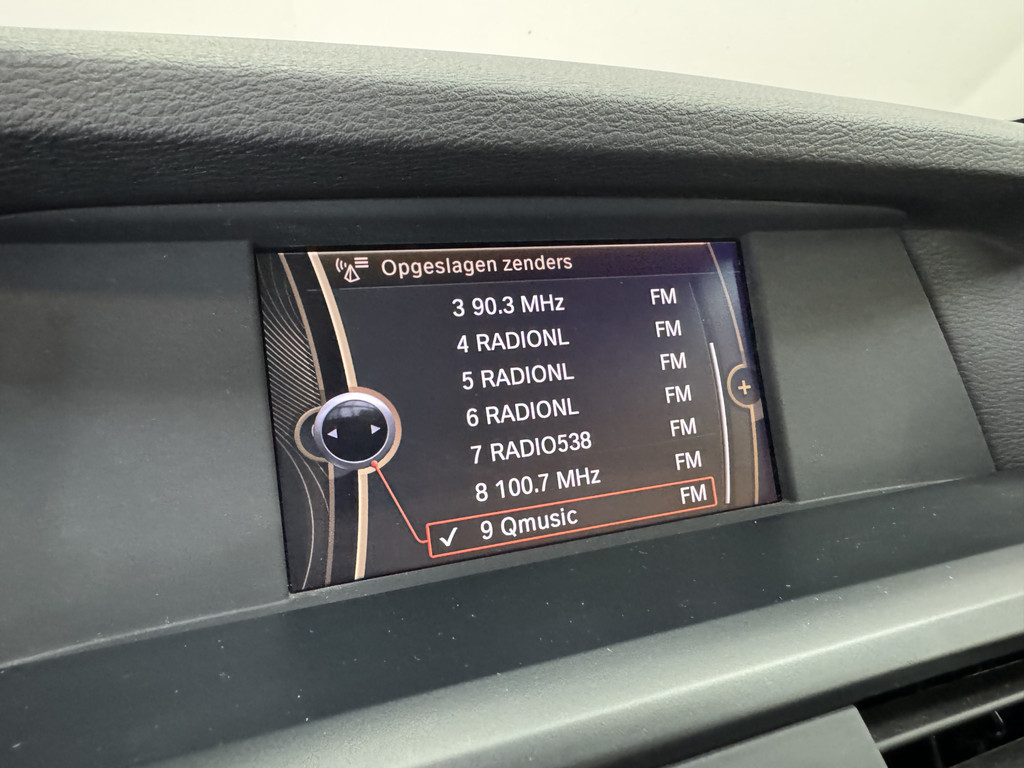 Opgeslagen zenders
3 90.3 MHz FM
4 RADIONL FM
5 RADIONL FM
6 RADIONL FM
7 RADIO538 FM
8 100.7 MHz FM
✓ 9 Qmusic FM